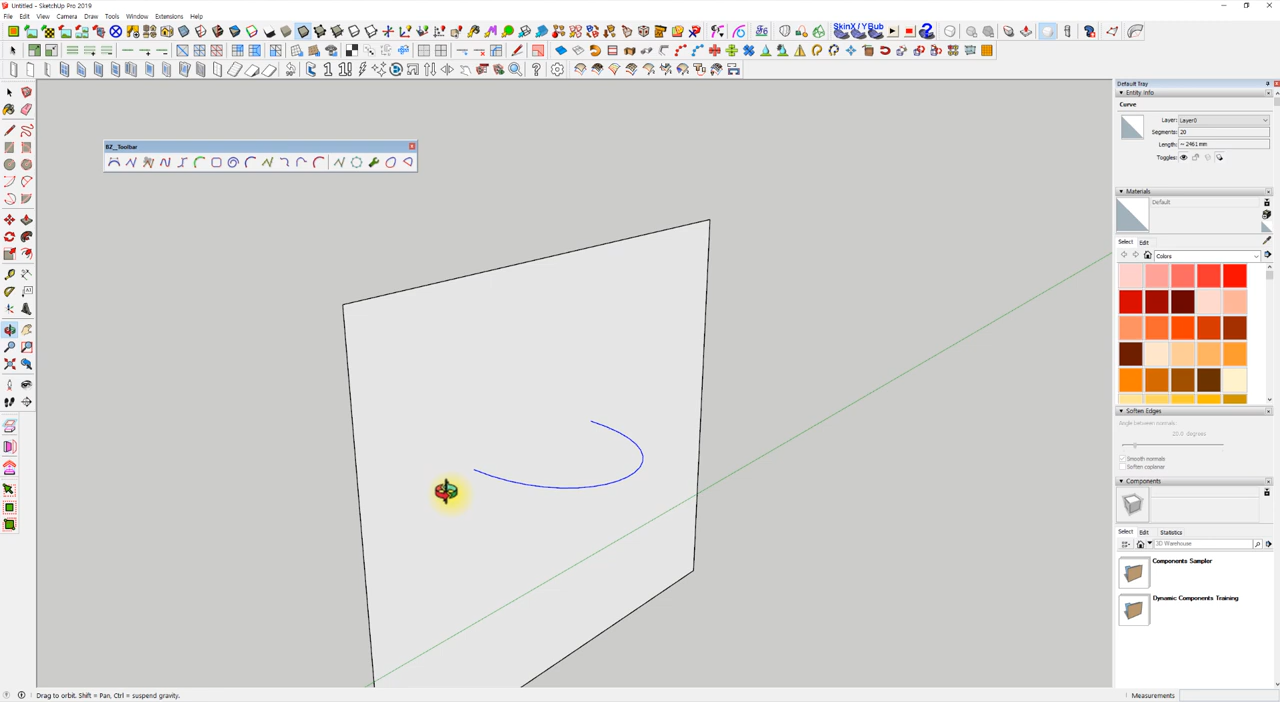 Untitled - SketchUp Pro 2019
File Edit View Camera Draw Tools Window Extensions Help
SkinX/YBub
Default Tray
Entity Info
Curve
Layer: Layer0
Segments: 20
Length: ~ 2461 mm
Toggles:
BZ__Toolbar
Materials
Default
Select Edit
Colors
Soften Edges
Angle between normals:
20.0 degrees
Smooth normals
Soften coplanar
Components
Select Edit Statistics
3D Warehouse
Components Sampler
Dynamic Components Training
Drag to orbit. Shift = Pan, Ctrl = suspend gravity.
Measurements